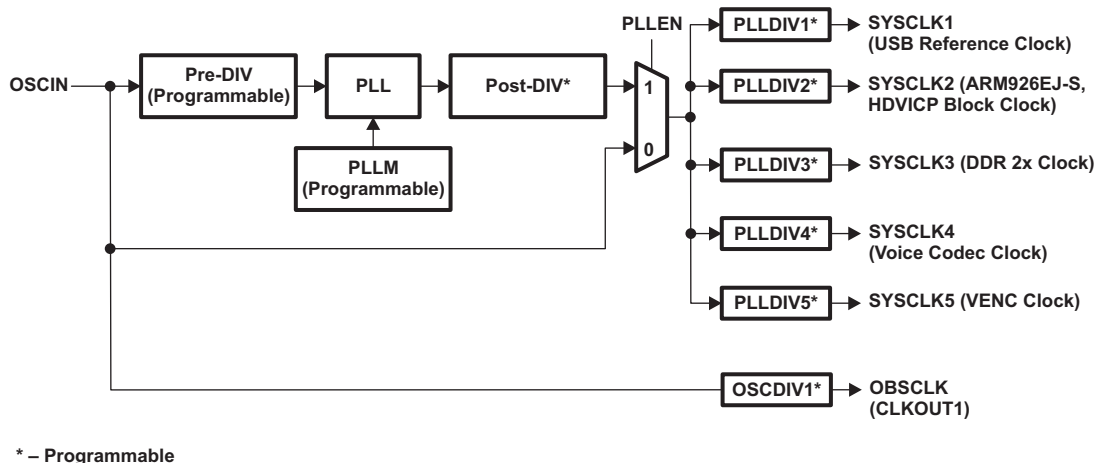 PLLEN
OSCIN
Pre-DIV
(Programmable)
PLL
Post-DIV*
PLLM
(Programmable)
1
0
PLLDIV1*
SYSCLK1
(USB Reference Clock)
PLLDIV2*
SYSCLK2 (ARM926EJ-S,
HDVICP Block Clock)
PLLDIV3*
SYSCLK3 (DDR 2x Clock)
PLLDIV4*
SYSCLK4
(Voice Codec Clock)
PLLDIV5*
SYSCLK5 (VENC Clock)
OSCDIV1*
OBSCLK
(CLKOUT1)
* – Programmable